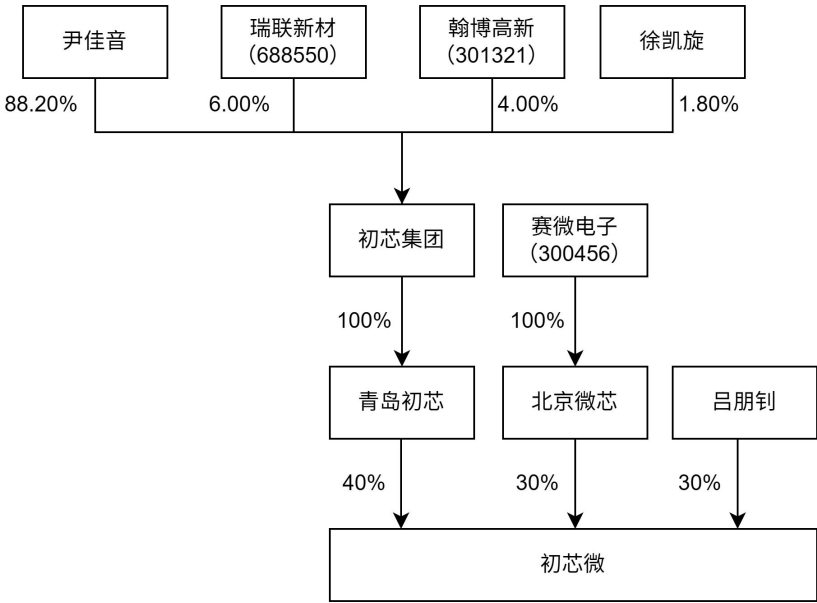 尹佳音
瑞联新材
（688550）
翰博高新
（301321）
徐凯旋
88.20%
6.00%
4.00%
1.80%
初芯集团
赛微电子
（300456）
100%
100%
青岛初芯
北京微芯
吕朋钊
40%
30%
30%
初芯微